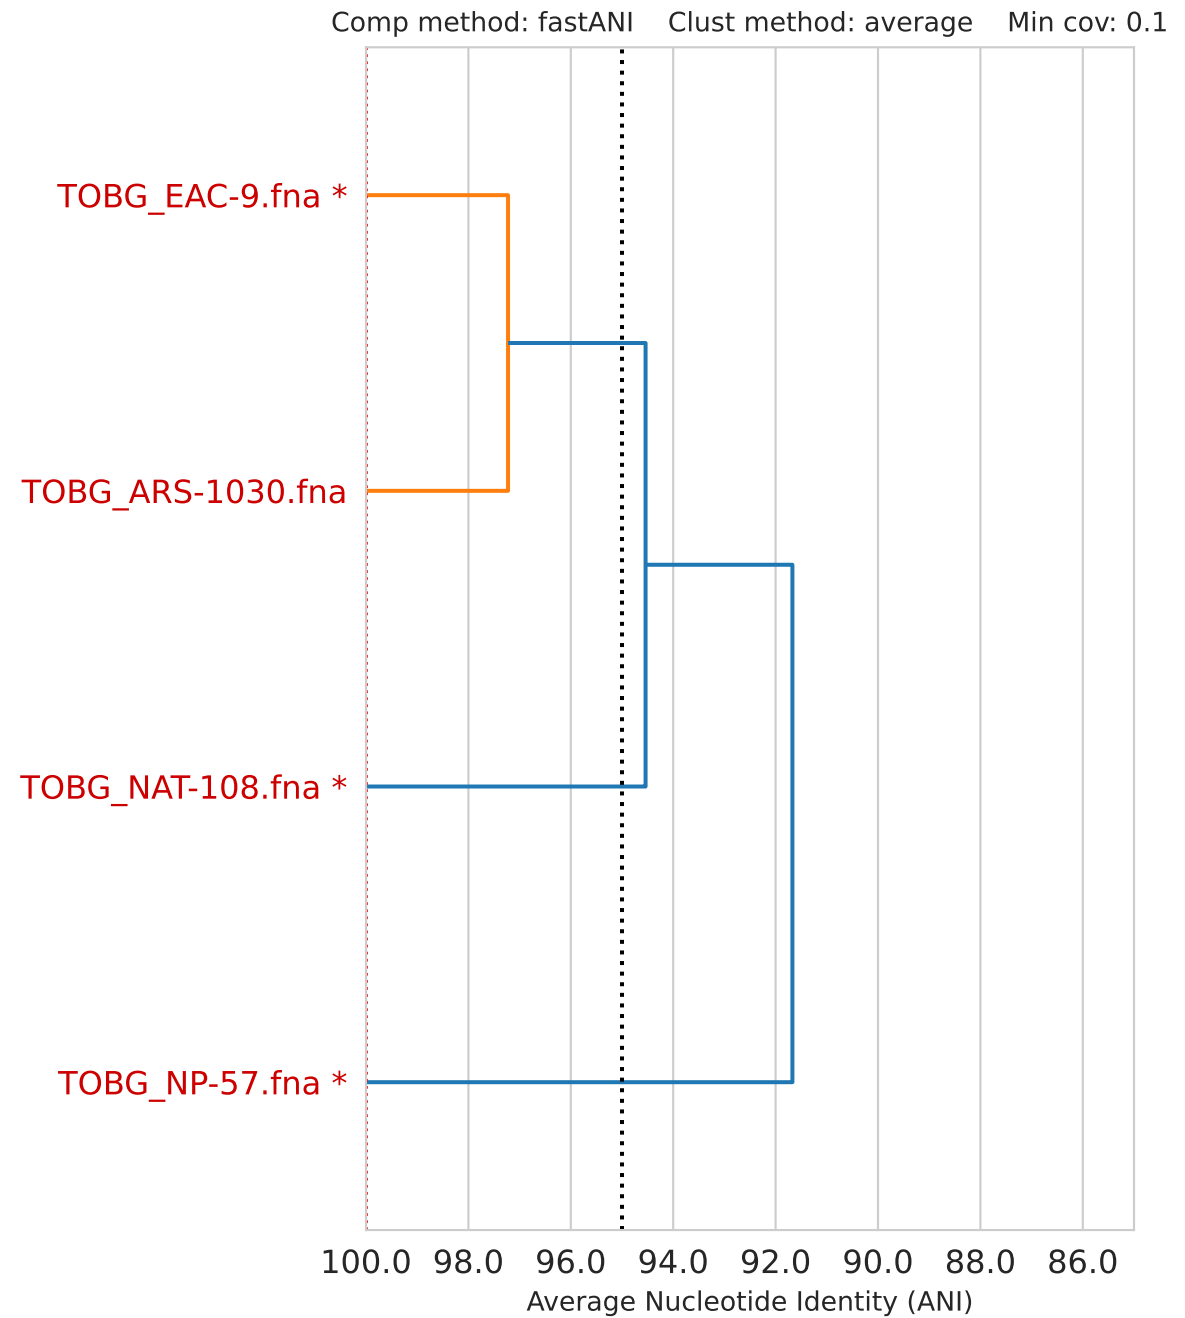 Comp method: fastANI    Clust method: average    Min cov: 0.1
TOBG_EAC-9.fna *
TOBG_ARS-1030.fna
TOBG_NAT-108.fna *
TOBG_NP-57.fna *
100.0 98.0 96.0 94.0 92.0 90.0 88.0 86.0
Average Nucleotide Identity (ANI)